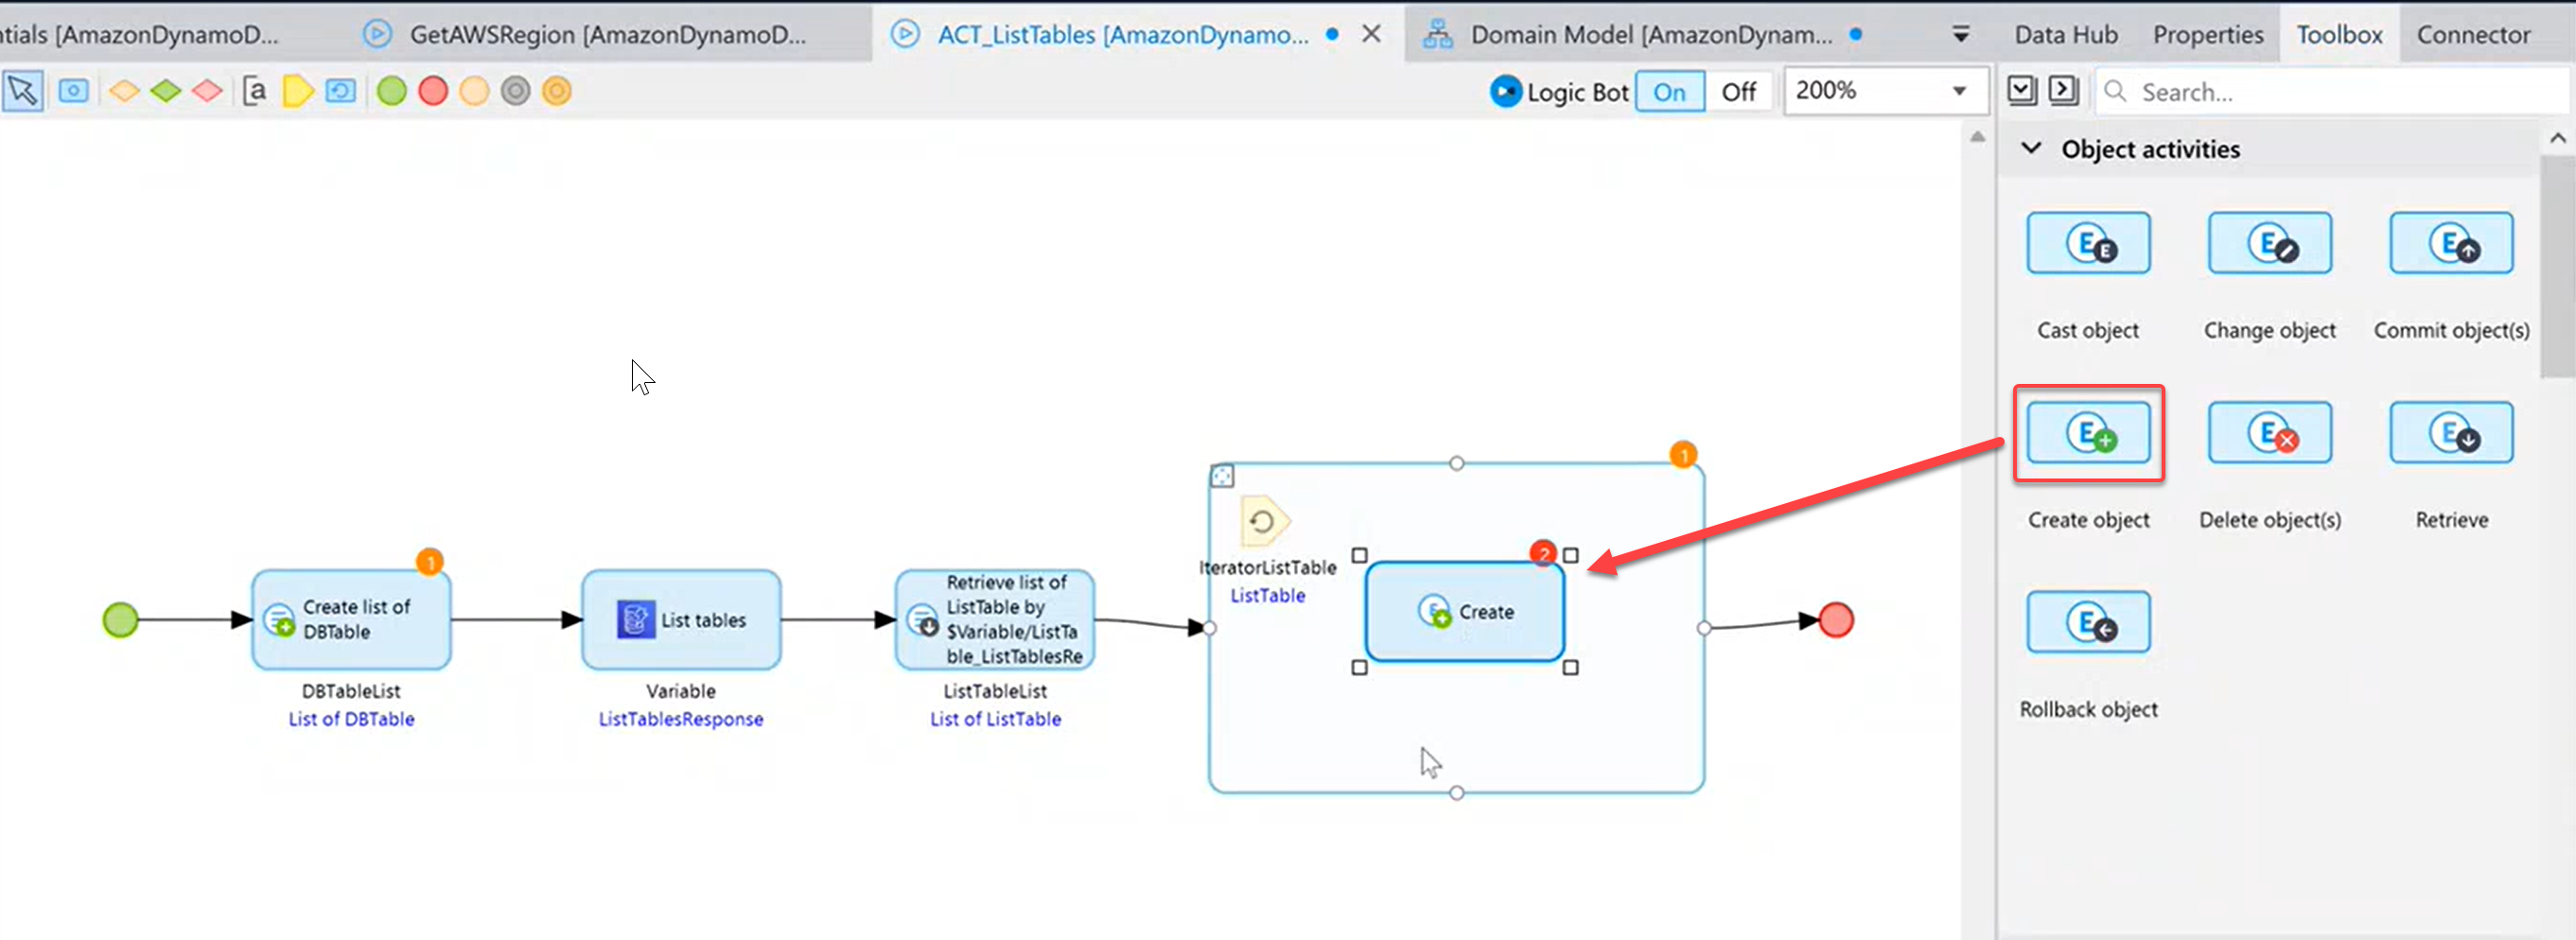 ntials [AmazonDynamoD...
GetAWSRegion [AmazonDynamoD...
ACT_ListTables [AmazonDynamo...
Domain Model [AmazonDynam...
Data Hub
Properties
Toolbox
Connector
[a
Logic Bot
On
Off
200%
Search...
Object activities
Cast object
Change object
Commit object(s)
Create object
Delete object(s)
Retrieve
Rollback object
1
Create list of
DBTable
DBTableList
List of DBTable
List tables
Variable
ListTablesResponse
Retrieve list of
ListTable by
$Variable/ListTa
ble_ListTablesRe
ListTableList
List of ListTable
1
IteratorListTable
ListTable
2
Create